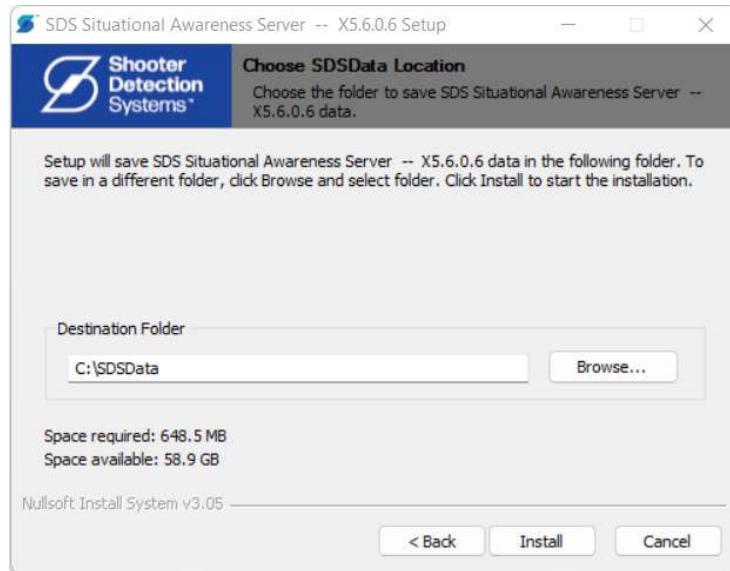 SDS Situational Awareness Server -- X5.6.0.6 Setup
Shooter
Detection
Systems™
Choose SDSData Location
Choose the folder to save SDS Situational Awareness Server --
X5.6.0.6 data.
Setup will save SDS Situational Awareness Server -- X5.6.0.6 data in the following folder. To
save in a different folder, click Browse and select folder. Click Install to start the installation.
Destination Folder
C:\SDSData
Browse...
Space required: 648.5 MB
Space available: 58.9 GB
Nullsoft Install System v3.05
< Back
Install
Cancel